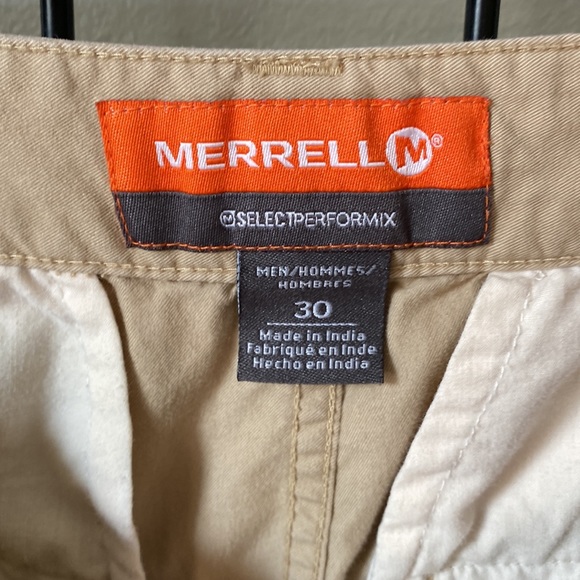 MERRELL M®
M SELECTPERFORMIX
MEN/HOMMES/
HOMBRES
30
Made in India
Fabriqué en Inde
Hecho en India